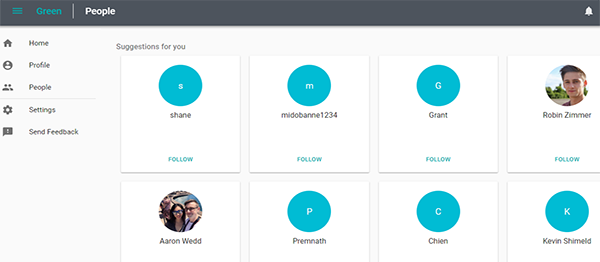 Green People
Home
Profile
People
Settings
Send Feedback
Suggestions for you
s m G
shane midobanne1234 Grant Robin Zimmer
FOLLOW FOLLOW FOLLOW FOLLOW
P C K
Aaron Wedd Premnath Chien Kevin Shimeld